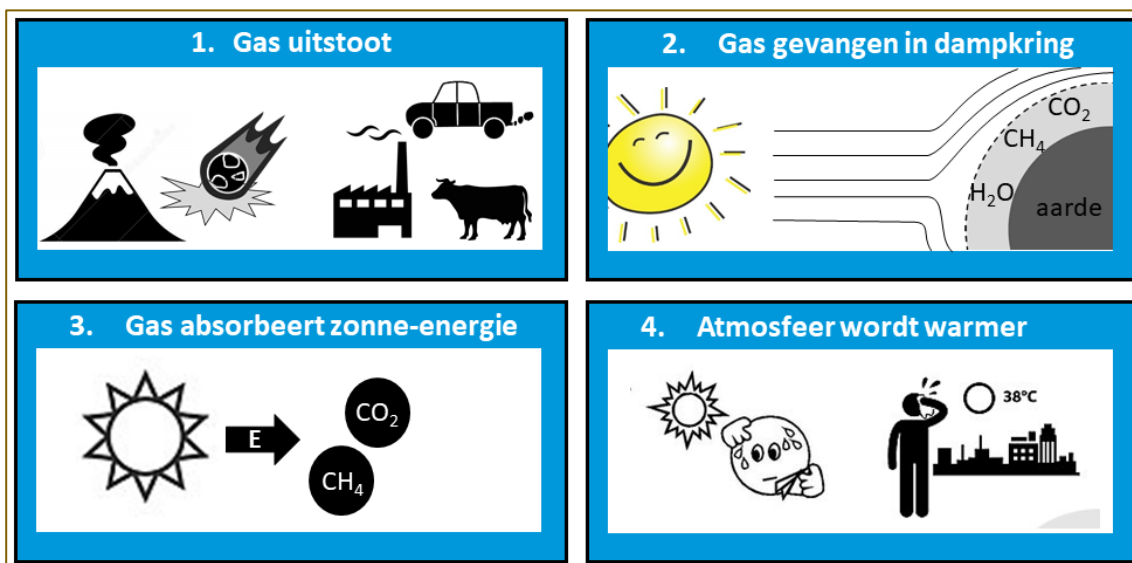 1. Gas uitstoot
2. Gas gevangen in dampkring
CO₂
CH₄
H₂O
aarde
3. Gas absorbeert zonne-energie
E
CO₂
CH₄
4. Atmosfeer wordt warmer
38°C